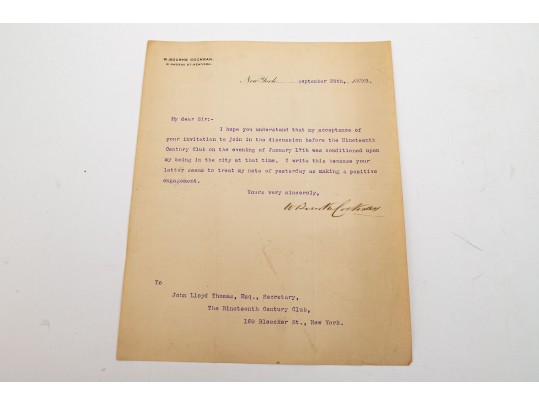 W. BOURKE COCKRAN.
New York September 28th, 1899.
My dear Sir:-
I hope you understand that my acceptance of
your invitation to join in the discussion before the Nineteenth
Century Club on the evening of January 17th was conditioned upon
my being in the city at that time. I write this because your
letter seems to treat my note of yesterday as making a positive
engagement.
Yours very sincerely,
W Bourke Cockran
To
John Lloyd Thomas, Esq., Secretary,
The Nineteenth Century Club,
169 Bleecker St., New York.